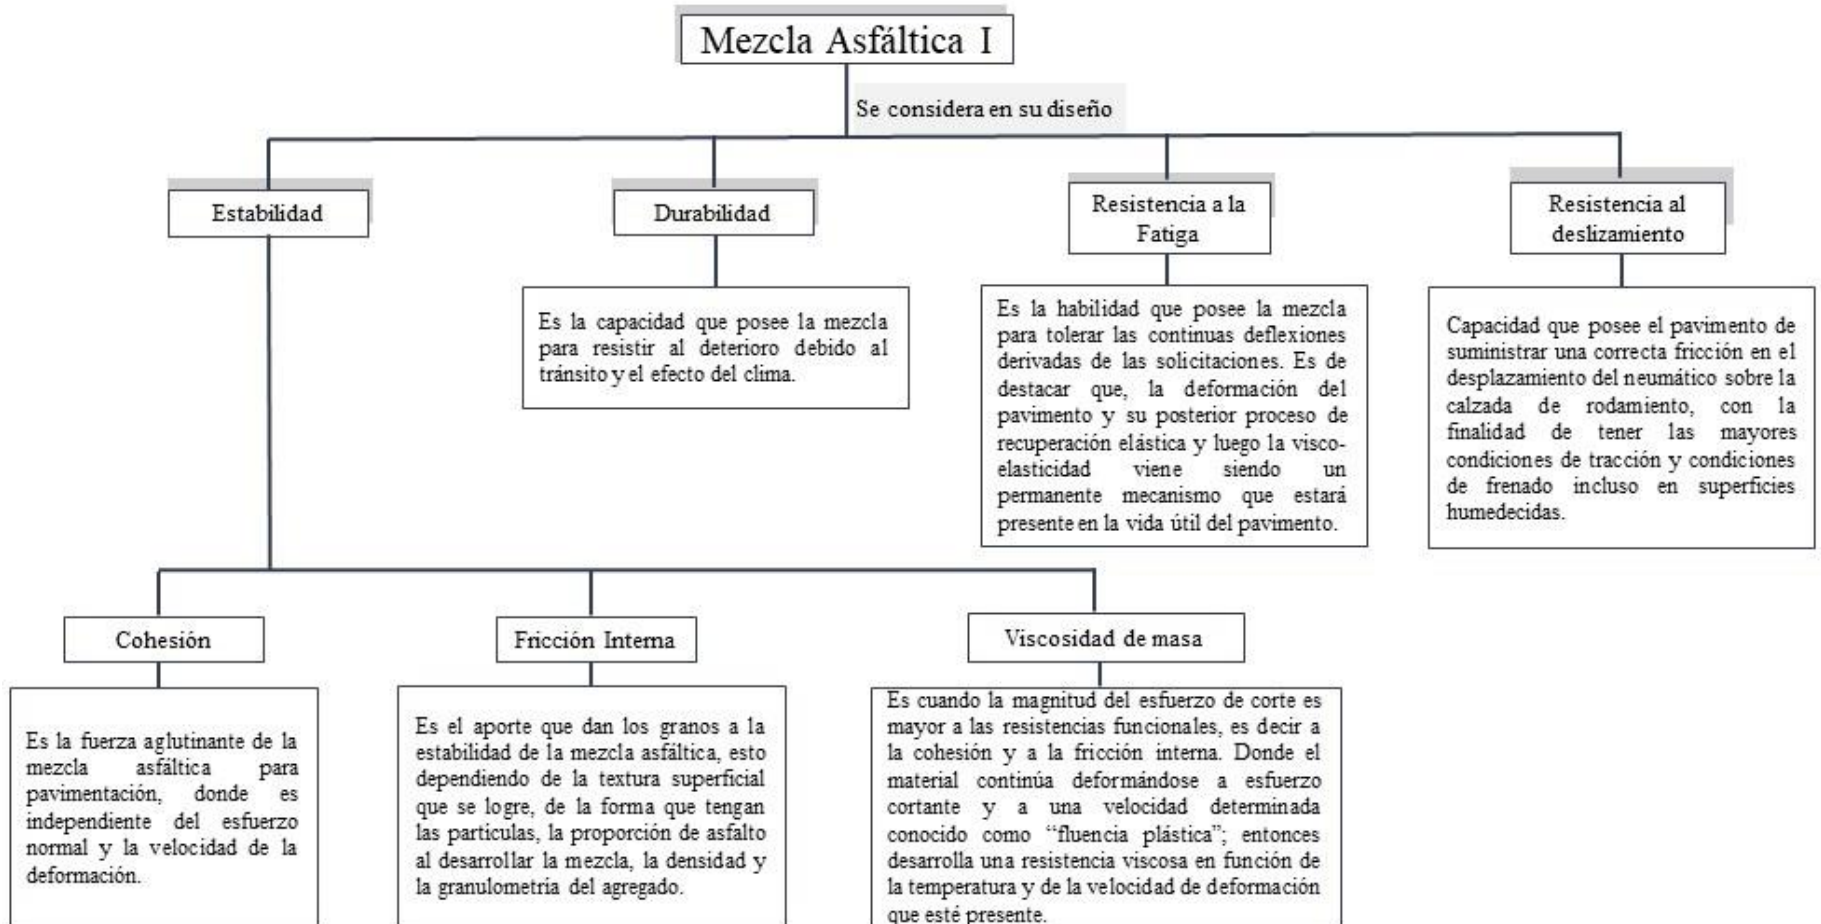 Mezcla Asfáltica I
Se considera en su diseño
Estabilidad
Durabilidad
Resistencia a la
Fatiga
Resistencia al
deslizamiento
Es la capacidad que posee la mezcla
para resistir al deterioro debido al
tránsito y el efecto del clima.
Es la habilidad que posee la mezcla
para tolerar las continuas deflexiones
derivadas de las solicitaciones. Es de
destacar que, la deformación del
pavimento y su posterior proceso de
recuperación elástica y luego la visco-
elasticidad viene siendo un
permanente mecanismo que estará
presente en la vida útil del pavimento.
Capacidad que posee el pavimento de
suministrar una correcta fricción en el
desplazamiento del neumático sobre la
calzada de rodamiento, con la
finalidad de tener las mayores
condiciones de tracción y condiciones
de frenado incluso en superficies
humedecidas.
Cohesión
Fricción Interna
Viscosidad de masa
Es la fuerza aglutinante de la
mezcla asfáltica para
pavimentación, donde es
independiente del esfuerzo
normal y la velocidad de la
deformación.
Es el aporte que dan los granos a la
estabilidad de la mezcla asfáltica, esto
dependiendo de la textura superficial
que se logre, de la forma que tengan
las partículas, la proporción de asfalto
al desarrollar la mezcla, la densidad y
la granulometría del agregado.
Es cuando la magnitud del esfuerzo de corte es
mayor a las resistencias funcionales, es decir a
la cohesión y a la fricción interna. Donde el
material continúa deformándose a esfuerzo
cortante y a una velocidad determinada
conocido como “fluencia plástica”; entonces
desarrolla una resistencia viscosa en función de
la temperatura y de la velocidad de deformación
que esté presente.